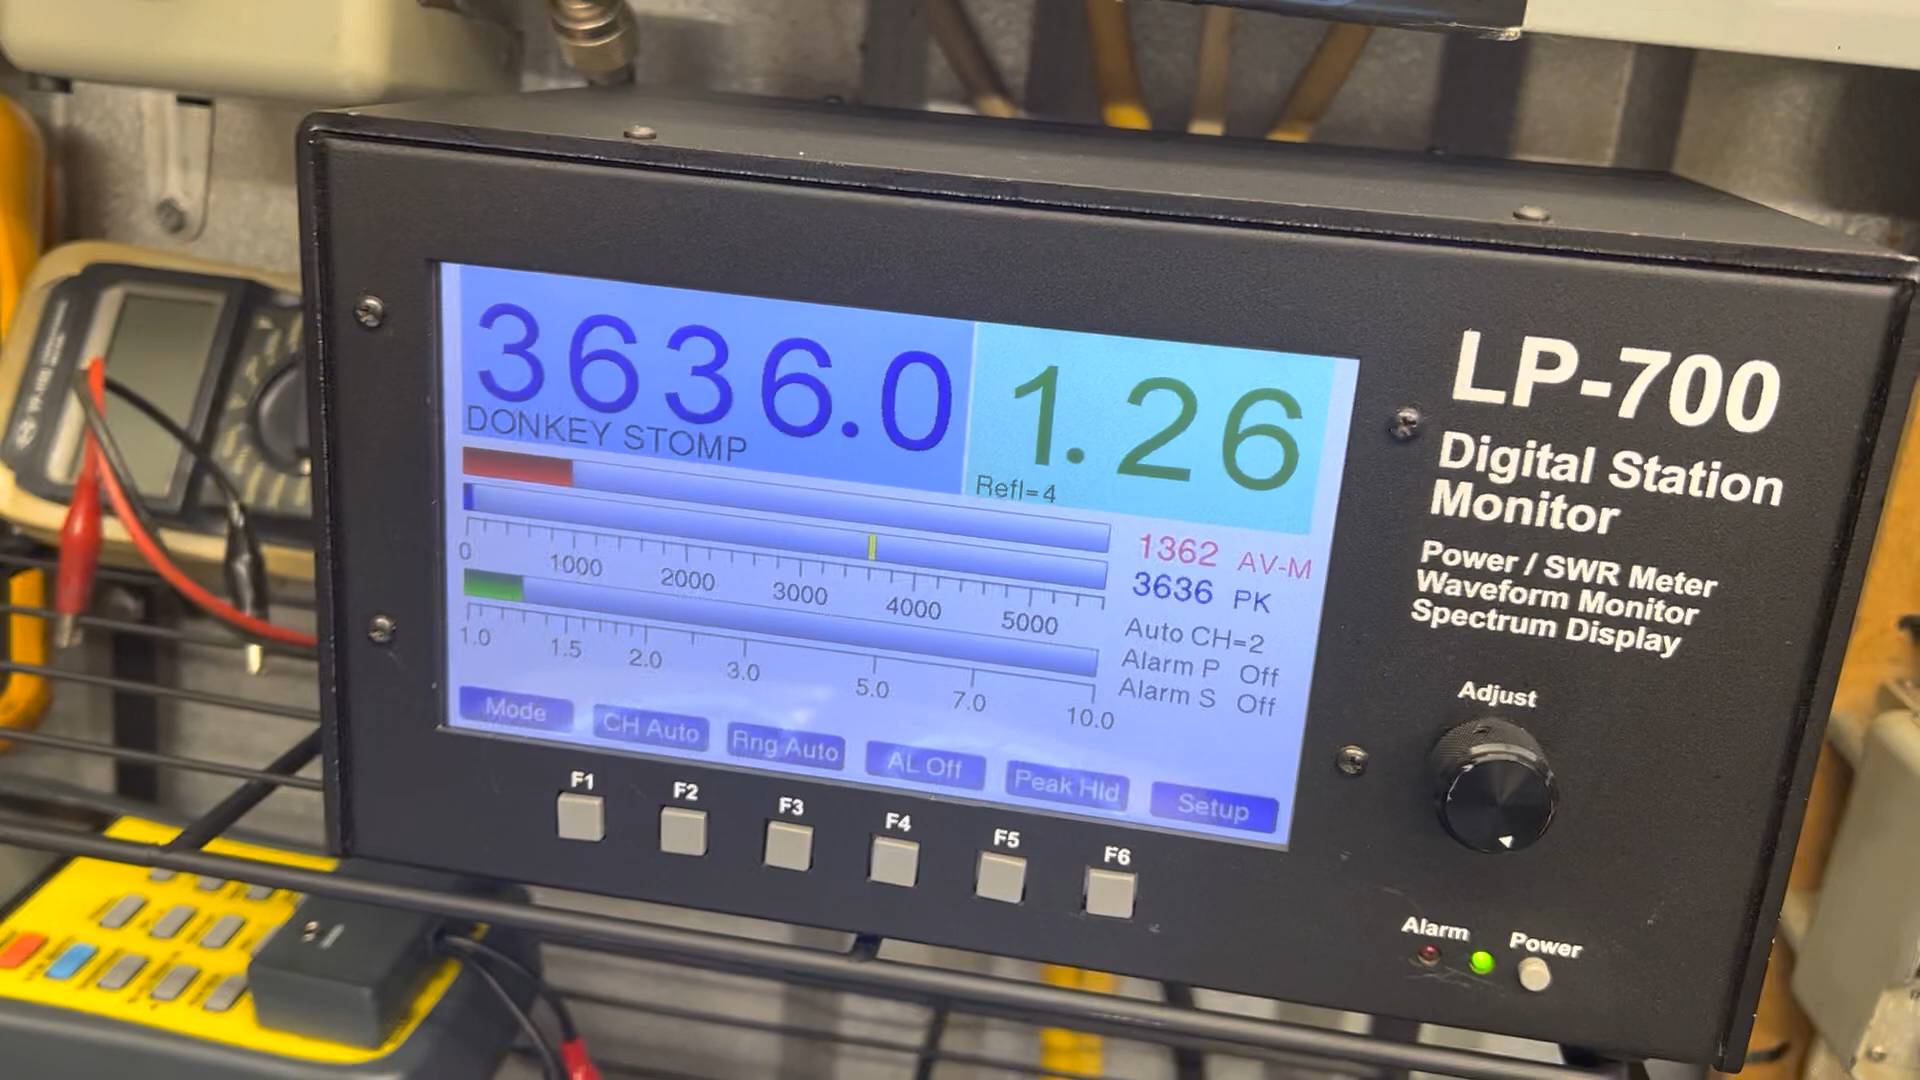 3636.0
DONKEY STOMP
1.26
Refl=4
1362 AV-M
3636 PK
0 1000 2000 3000 4000 5000
Auto CH=2
Alarm P Off
Alarm S Off
1.0 1.5 2.0 3.0 5.0 7.0 10.0
Mode CH Auto Rng Auto AL Off Peak Hld Setup
F1 F2 F3 F4 F5 F6
LP-700
Digital Station
Monitor
Power / SWR Meter
Waveform Monitor
Spectrum Display
Adjust
Alarm Power